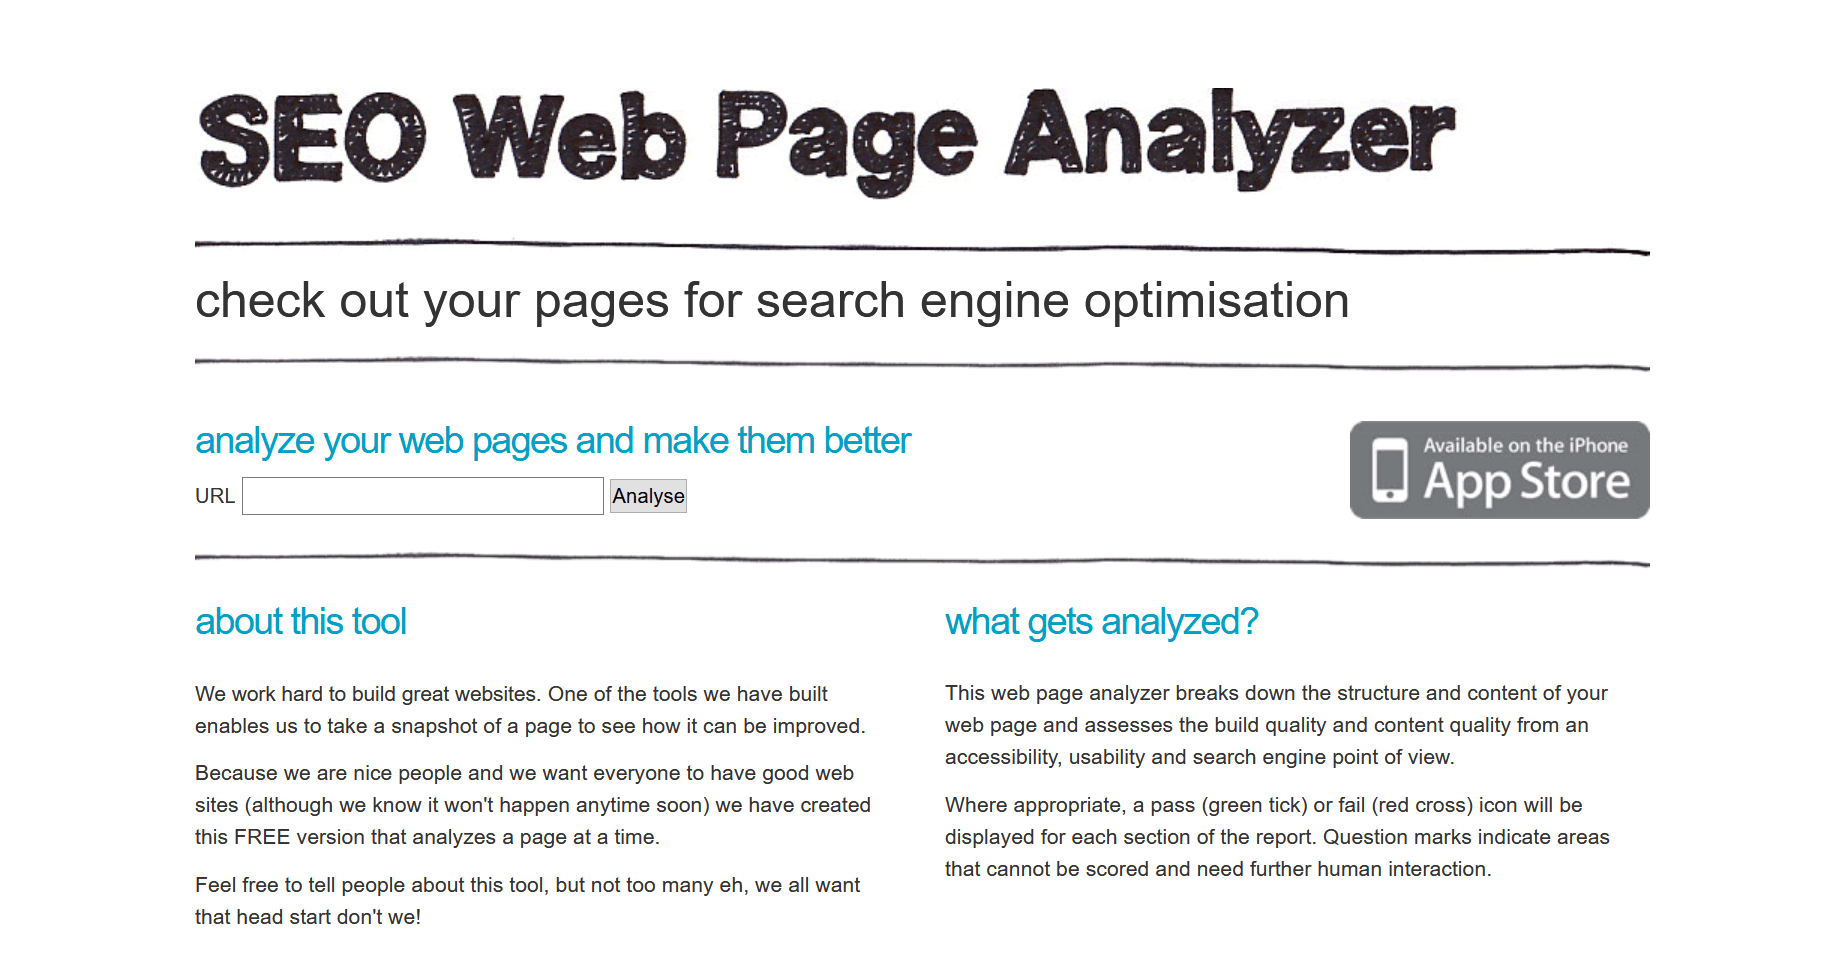 SEO Web Page Analyzer
check out your pages for search engine optimisation
analyze your web pages and make them better
URL
Analyse
Available on the iPhone
App Store
about this tool
We work hard to build great websites. One of the tools we have built
enables us to take a snapshot of a page to see how it can be improved.
Because we are nice people and we want everyone to have good web
sites (although we know it won't happen anytime soon) we have created
this FREE version that analyzes a page at a time.
Feel free to tell people about this tool, but not too many eh, we all want
that head start don't we!
what gets analyzed?
This web page analyzer breaks down the structure and content of your
web page and assesses the build quality and content quality from an
accessibility, usability and search engine point of view.
Where appropriate, a pass (green tick) or fail (red cross) icon will be
displayed for each section of the report. Question marks indicate areas
that cannot be scored and need further human interaction.